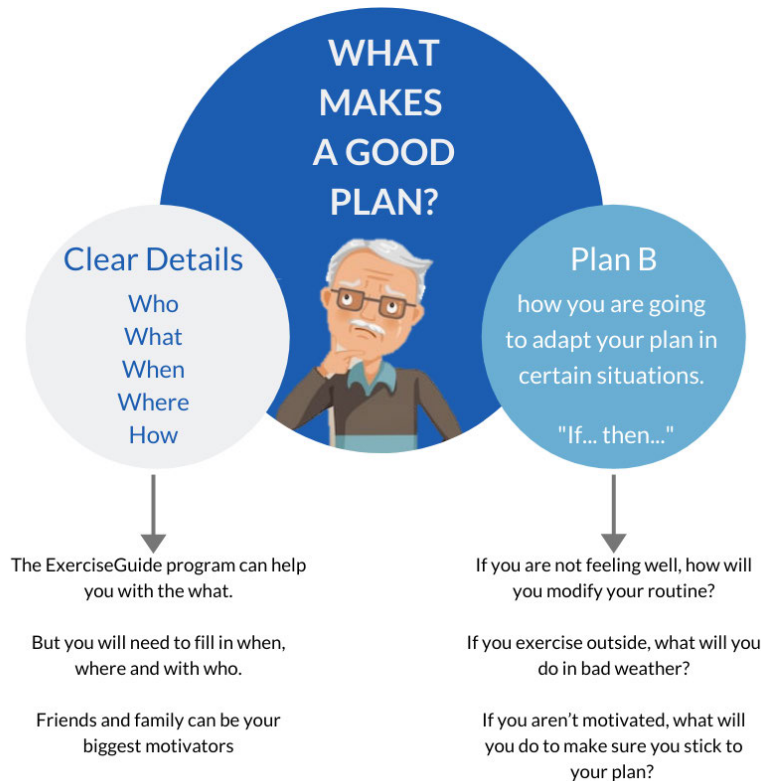 WHAT
MAKES
A GOOD
PLAN?
Clear Details
Who
What
When
Where
How
The ExerciseGuide program can help
you with the what.
But you will need to fill in when,
where and with who.
Friends and family can be your
biggest motivators
Plan B
how you are going
to adapt your plan in
certain situations.
"If... then..."
If you are not feeling well, how will
you modify your routine?
If you exercise outside, what will you
do in bad weather?
If you aren’t motivated, what will
you do to make sure you stick to
your plan?